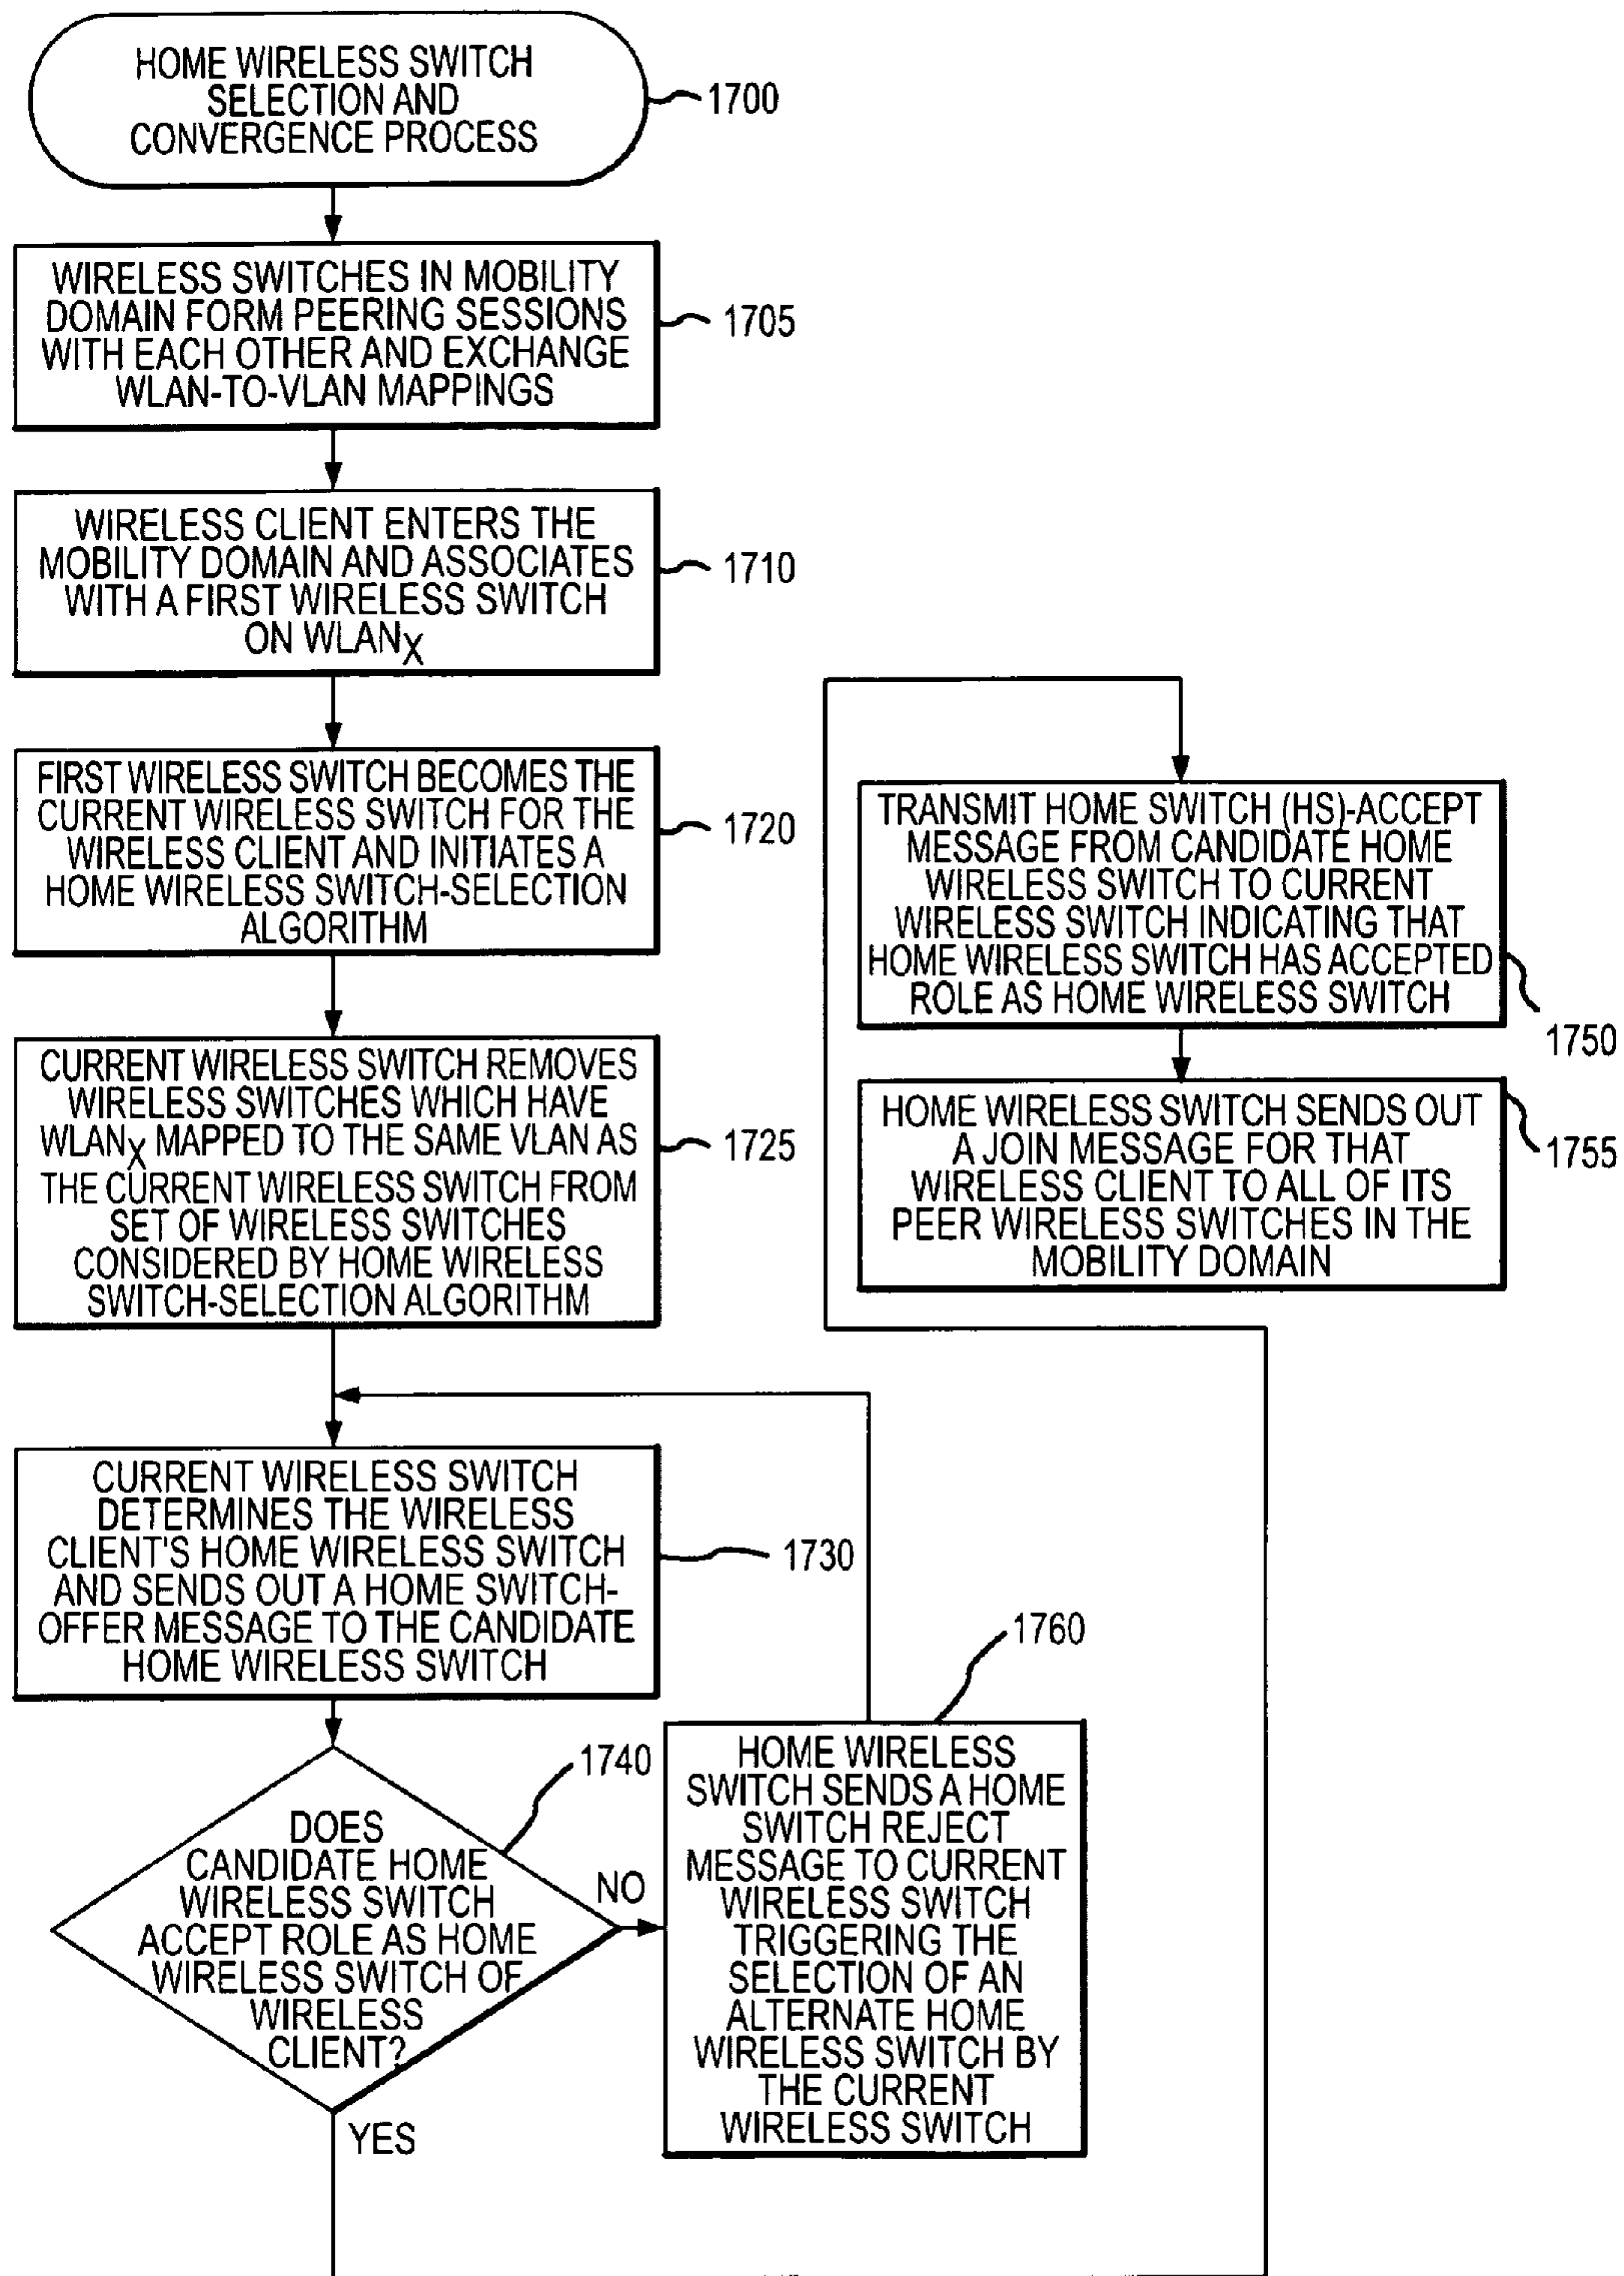 HOME WIRELESS SWITCH
SELECTION AND
CONVERGENCE PROCESS
1700
WIRELESS SWITCHES IN MOBILITY
DOMAIN FORM PEERING SESSIONS
WITH EACH OTHER AND EXCHANGE
WLAN-TO-VLAN MAPPINGS
1705
WIRELESS CLIENT ENTERS THE
MOBILITY DOMAIN AND ASSOCIATES
WITH A FIRST WIRELESS SWITCH
ON WLANX
1710
FIRST WIRELESS SWITCH BECOMES THE
CURRENT WIRELESS SWITCH FOR THE
WIRELESS CLIENT AND INITIATES A
HOME WIRELESS SWITCH-SELECTION
ALGORITHM
1720
CURRENT WIRELESS SWITCH REMOVES
WIRELESS SWITCHES WHICH HAVE
WLANX MAPPED TO THE SAME VLAN AS
THE CURRENT WIRELESS SWITCH FROM
SET OF WIRELESS SWITCHES
CONSIDERED BY HOME WIRELESS
SWITCH-SELECTION ALGORITHM
1725
CURRENT WIRELESS SWITCH
DETERMINES THE WIRELESS
CLIENT'S HOME WIRELESS SWITCH
AND SENDS OUT A HOME SWITCH-
OFFER MESSAGE TO THE CANDIDATE
HOME WIRELESS SWITCH
1730
DOES
CANDIDATE HOME
WIRELESS SWITCH
ACCEPT ROLE AS HOME
WIRELESS SWITCH OF
WIRELESS
CLIENT?
1740
NO
YES
HOME WIRELESS
SWITCH SENDS A HOME
SWITCH REJECT
MESSAGE TO CURRENT
WIRELESS SWITCH
TRIGGERING THE
SELECTION OF AN
ALTERNATE HOME
WIRELESS SWITCH BY
THE CURRENT
WIRELESS SWITCH
1760
TRANSMIT HOME SWITCH (HS)-ACCEPT
MESSAGE FROM CANDIDATE HOME
WIRELESS SWITCH TO CURRENT
WIRELESS SWITCH INDICATING THAT
HOME WIRELESS SWITCH HAS ACCEPTED
ROLE AS HOME WIRELESS SWITCH
1750
HOME WIRELESS SWITCH SENDS OUT
A JOIN MESSAGE FOR THAT
WIRELESS CLIENT TO ALL OF ITS
PEER WIRELESS SWITCHES IN THE
MOBILITY DOMAIN
1755